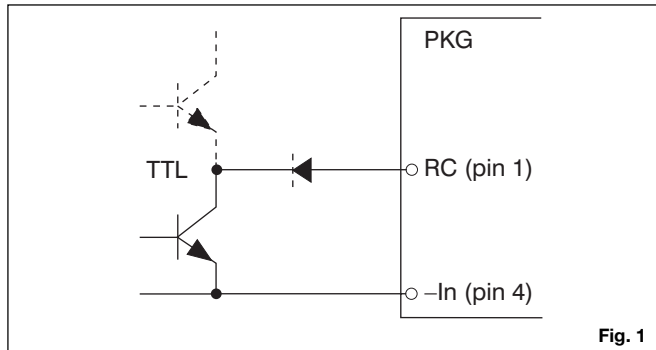 PKG
TTL
RC (pin 1)
–In (pin 4)
Fig. 1